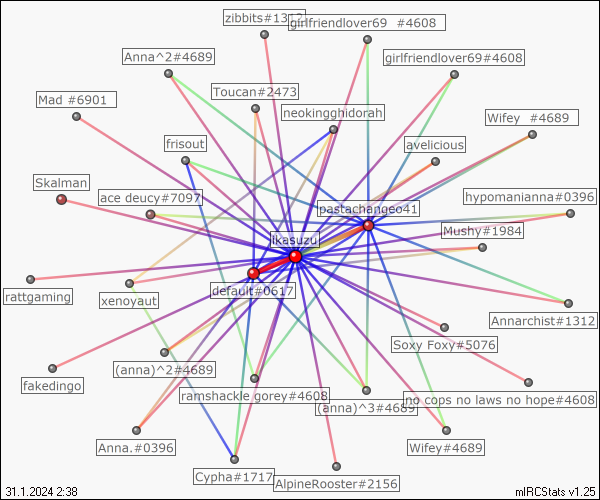 zibbits#1312
girlfriendlover69 #4608
Anna^2#4689
girlfriendlover69#4608
Toucan#2473
Mad #6901
neokingghidorah
Wifey #4689
frisout
avelicious
Skalman
ace deucy#7097
hypomanianna#0396
pastachangeo41
Mushy#1984
Ikasuzu
default#0617
rattgaming
xenoyaut
Annarchist#1312
Soxy Foxy#5076
(anna)^2#4689
fakedingo
ramshackle gorey#4608
(anna)^3#4689
no cops no laws no hope#4608
Anna.#0396
Wifey#4689
Cypha#1717
AlpineRooster#2156
31.1.2024 2:38
mIRCStats v1.25